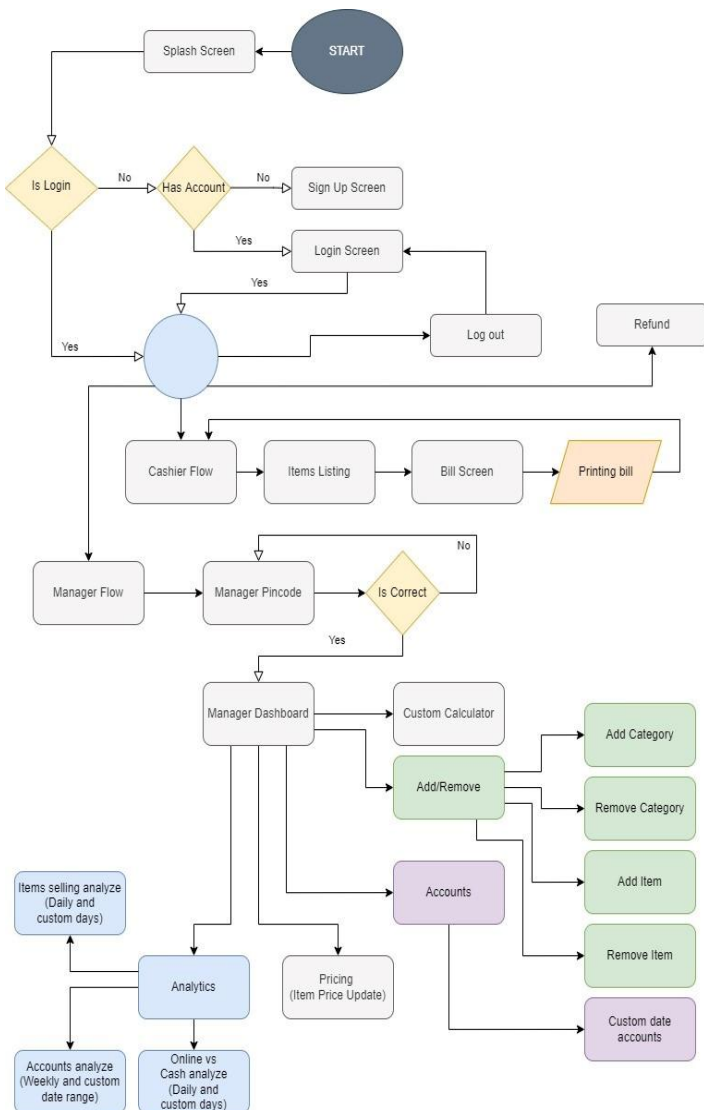 START
Splash Screen
Is Login
No
Has Account
No
Sign Up Screen
Yes
Login Screen
Yes
Yes
Log out
Refund
Cashier Flow
Items Listing
Bill Screen
Printing bill
Manager Flow
Manager Pincode
Is Correct
No
Yes
Manager Dashboard
Custom Calculator
Add/Remove
Add Category
Remove Category
Add Item
Remove Item
Accounts
Custom date
accounts
Pricing
(Item Price Update)
Analytics
Items selling analyze
(Daily and
custom days)
Accounts analyze
(Weekly and custom
date range)
Online vs
Cash analyze
(Daily and
custom days)